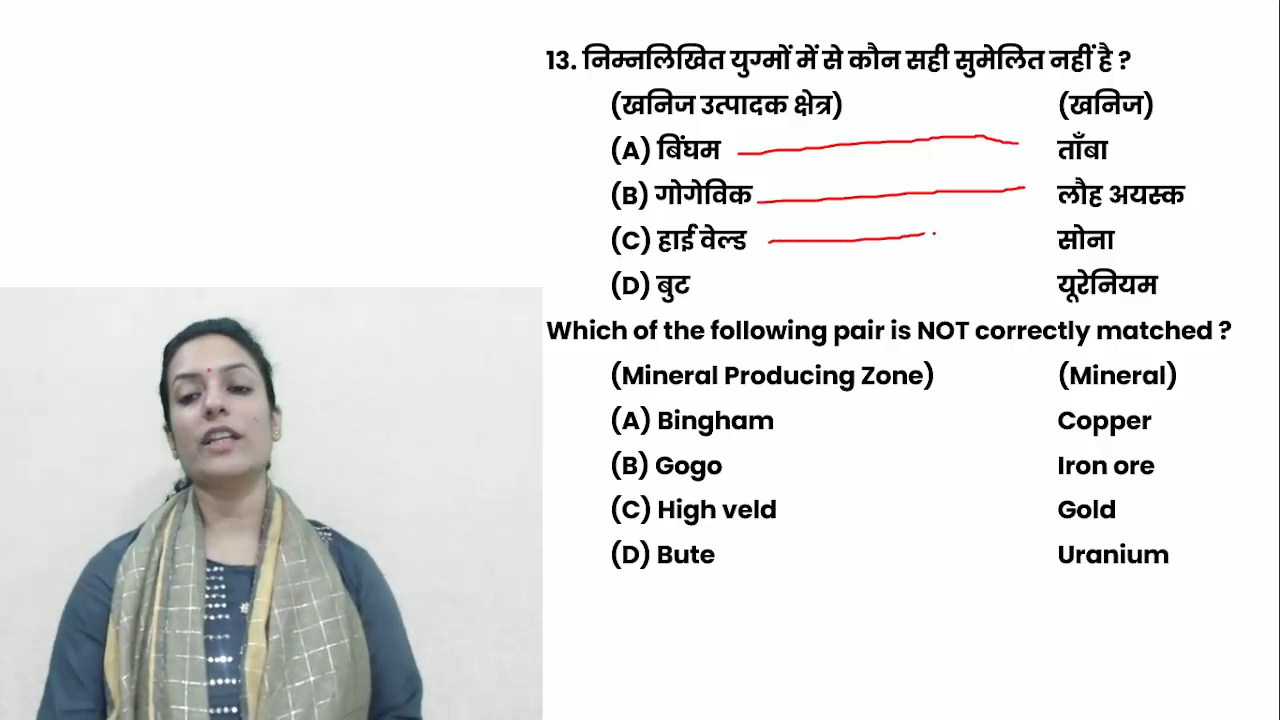 13. निम्नलिखित युग्मों में से कौन सही सुमेलित नहीं है ?
(खनिज उत्पादक क्षेत्र) (खनिज)
(A) बिंघम ताँबा
(B) गोगेविक लौह अयस्क
(C) हाई वेल्ड सोना
(D) बुट यूरेनियम
Which of the following pair is NOT correctly matched ?
(Mineral Producing Zone) (Mineral)
(A) Bingham Copper
(B) Gogo Iron ore
(C) High veld Gold
(D) Bute Uranium